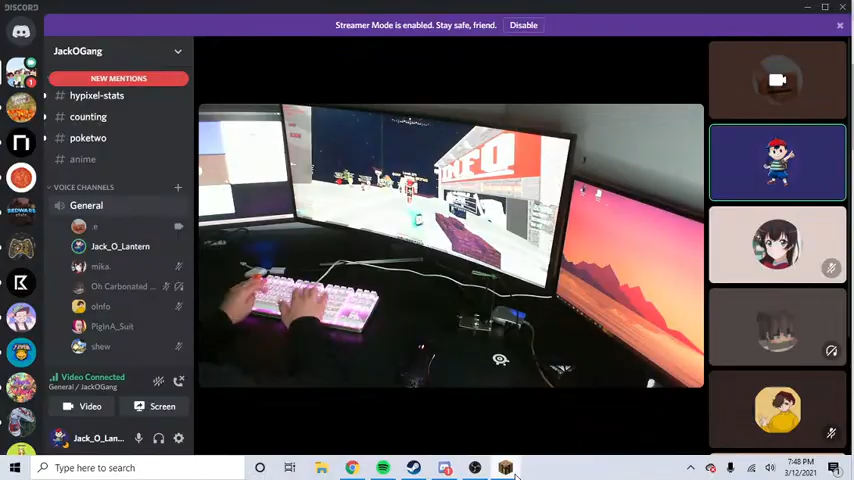 DISCORD
Streamer Mode is enabled. Stay safe, friend.
Disable
JackOGang
NEW MENTIONS
# hypixel-stats
# counting
# poketwo
# anime
VOICE CHANNELS
General
.e
Jack_O_Lantern
mika.
Oh Carbonated ...
oInfo
PigInA_Suit
shew
Video Connected
General / JackOGang
Video
Screen
Jack_O_Lan...
INFO
Type here to search
7:48 PM
3/12/2021